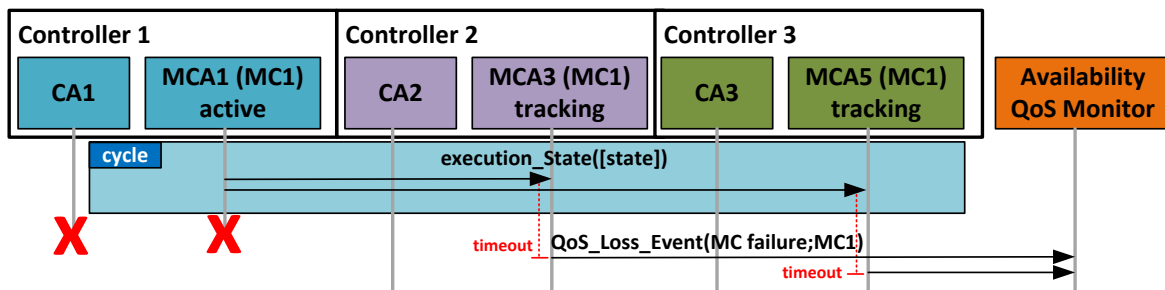 Controller 1
Controller 2
Controller 3
CA1
MCA1 (MC1)
active
CA2
MCA3 (MC1)
tracking
CA3
MCA5 (MC1)
tracking
Availability
QoS Monitor
cycle
execution_State([state])
X
X
timeout
QoS_Loss_Event(MC failure;MC1)
timeout